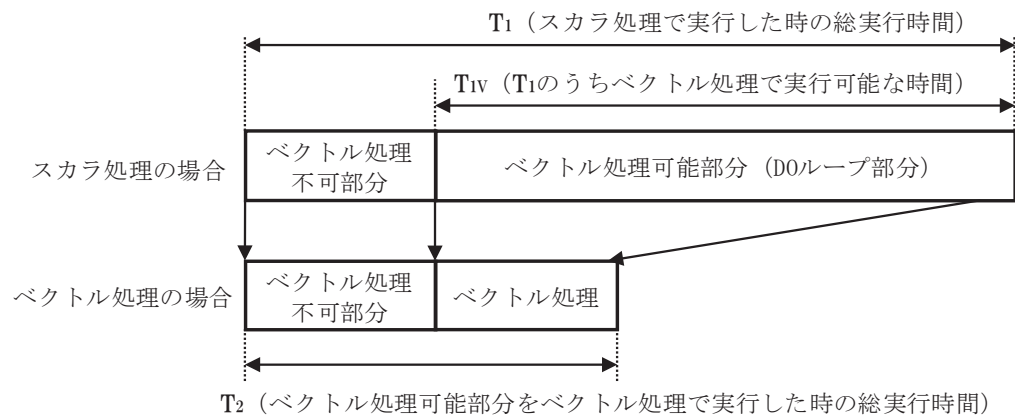 T1（スカラ処理で実行した時の総実行時間）
T1V（T1のうちベクトル処理で実行可能な時間）
スカラ処理の場合
ベクトル処理
不可部分
ベクトル処理可能部分（DOループ部分）
ベクトル処理の場合
ベクトル処理
不可部分
ベクトル処理
T2（ベクトル処理可能部分をベクトル処理で実行した時の総実行時間）